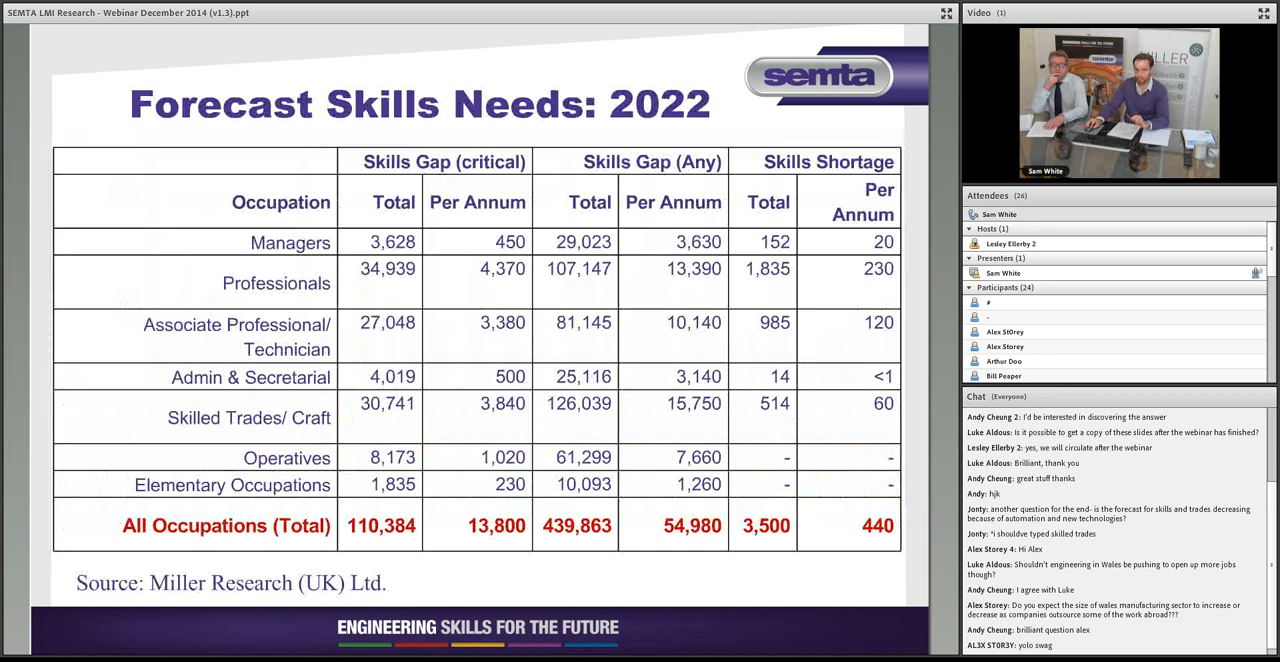 SEMTA LMI Research - Webinar December 2014 (v1.3).ppt
semta
Forecast Skills Needs: 2022
Skills Gap (critical) Skills Gap (Any) Skills Shortage
Occupation Total Per Annum Total Per Annum Total Per
Annum
Managers 3,628 450 29,023 3,630 152 20
Professionals 34,939 4,370 107,147 13,390 1,835 230
Associate Professional/
Technician 27,048 3,380 81,145 10,140 985 120
Admin & Secretarial 4,019 500 25,116 3,140 14 <1
Skilled Trades/ Craft 30,741 3,840 126,039 15,750 514 60
Operatives 8,173 1,020 61,299 7,660 - -
Elementary Occupations 1,835 230 10,093 1,260 - -
All Occupations (Total) 110,384 13,800 439,863 54,980 3,500 440
Source: Miller Research (UK) Ltd.
ENGINEERING SKILLS FOR THE FUTURE
Video (1)
ENGINEERING SKILLS FOR THE FUTURE
semta
MILLER
Sam White
Attendees (26)
Sam White
Hosts (1)
Lesley Ellerby 2
Presenters (1)
Sam White
Participants (24)
#
-
Alex St0rey
Alex Storey
Arthur Doo
Bill Peaper
Chat (Everyone)
Andy Cheung 2: I'd be interested in discovering the answer
Luke Aldous: Is it possible to get a copy of these slides after the webinar has finished?
Lesley Ellerby 2: yes, we will circulate after the webinar
Luke Aldous: Brilliant, thank you
Andy Cheung: great stuff thanks
Andy: hjk
Jonty: another question for the end- is the forecast for skills and trades decreasing
because of automation and new technologies?
Jonty: *i shouldve typed skilled trades
Alex Storey 4: Hi Alex
Luke Aldous: Shouldn't engineering in Wales be pushing to open up more jobs
though?
Andy Cheung: I agree with Luke
Alex Storey: Do you expect the size of wales manufacturing sector to increase or
decrease as companies outsource some of the work abroad???
Andy Cheung: brilliant question alex
AL3X ST0R3Y: yolo swag